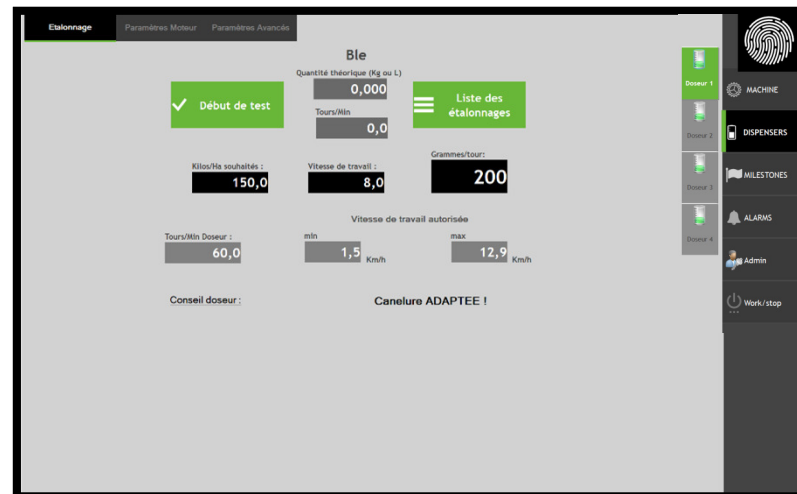 Etalonnage
Paramètres Moteur
Paramètres Avancés
Ble
Quantité théorique (Kg ou L)
0,000
Début de test
Liste des
étalonnages
Tours/Min
0,0
Kilos/Ha souhaités :
150,0
Vitesse de travail :
8,0
Grammes/tour:
200
Vitesse de travail autorisée
Tours/Min Doseur :
60,0
min
1,5
Km/h
max
12,9
Km/h
Conseil doseur :
Canelure ADAPTEE !
Doseur 1
Doseur 2
Doseur 3
Doseur 4
MACHINE
DISPENSERS
MILESTONES
ALARMS
Admin
Work/stop